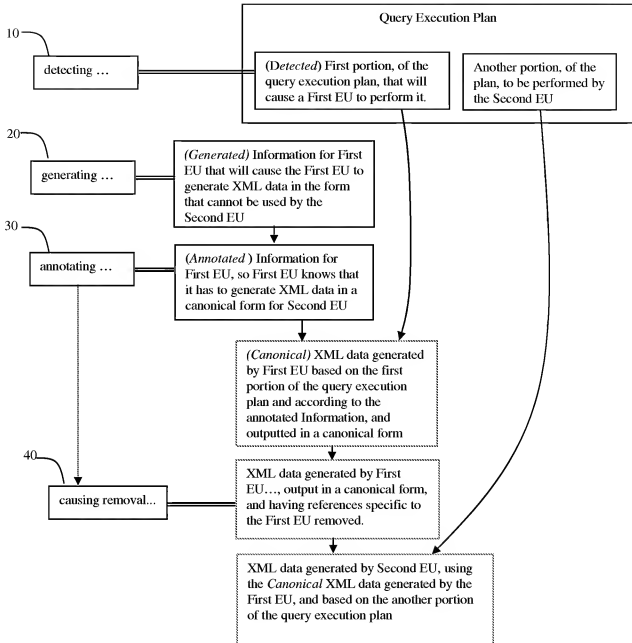 Query Execution Plan
10
detecting …
(Detected) First portion, of the
query execution plan, that will
cause a First EU to perform it.
Another portion, of the
plan, to be performed by
the Second EU
20
generating …
(Generated) Information for First
EU that will cause the First EU to
generate XML data in the form
that cannot be used by the
Second EU
30
annotating …
(Annotated ) Information for
First EU, so First EU knows that
it has to generate XML data in a
canonical form for Second EU
(Canonical) XML data generated
by First EU based on the first
portion of the query execution
plan and according to the
annotated Information, and
outputted in a canonical form
40
causing removal...
XML data generated by First
EU…, output in a canonical form,
and having references specific to
the First EU removed.
XML data generated by Second EU, using
the Canonical XML data generated by the
First EU, and based on the another portion
of the query execution plan